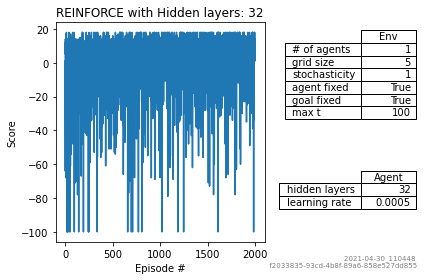 REINFORCE with Hidden layers: 32
20
0
−20
−40
−60
−80
−100
Score
0
500
1000
1500
2000
Episode #
Env
# of agents 1
grid size 5
stochasticity 1
agent fixed True
goal fixed True
max t 100
Agent
hidden layers 32
learning rate 0.0005
2021-04-30_110448
f2033835-93cd-4b8f-89a6-858e527dd855